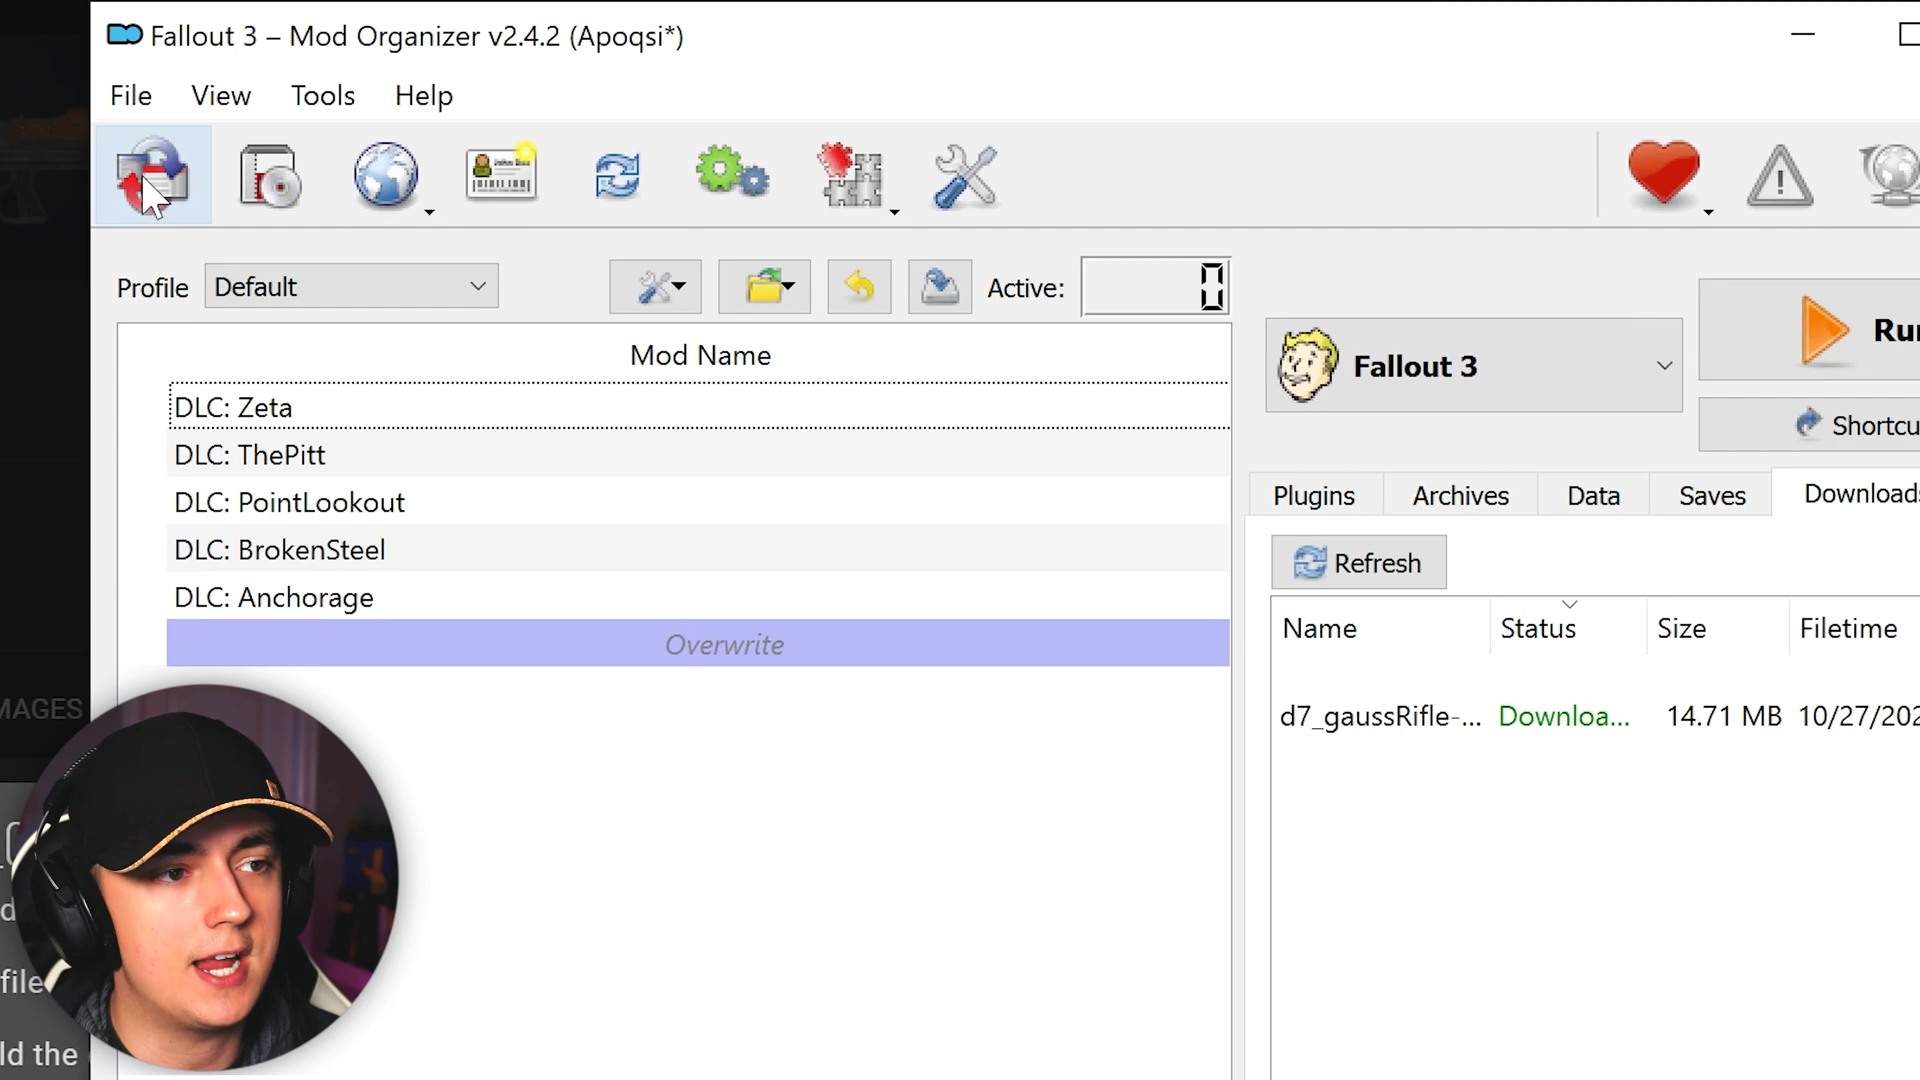 Fallout 3 – Mod Organizer v2.4.2 (Apoqsi*)
File View Tools Help
Profile Default Active: 0
Mod Name
DLC: Zeta
DLC: ThePitt
DLC: PointLookout
DLC: BrokenSteel
DLC: Anchorage
Overwrite
Fallout 3
Run
Shortcu
Plugins Archives Data Saves Downloads
Refresh
Name Status Size Filetime
d7_gaussRifle-... Downloa... 14.71 MB 10/27/202
MAGES
file
ld the